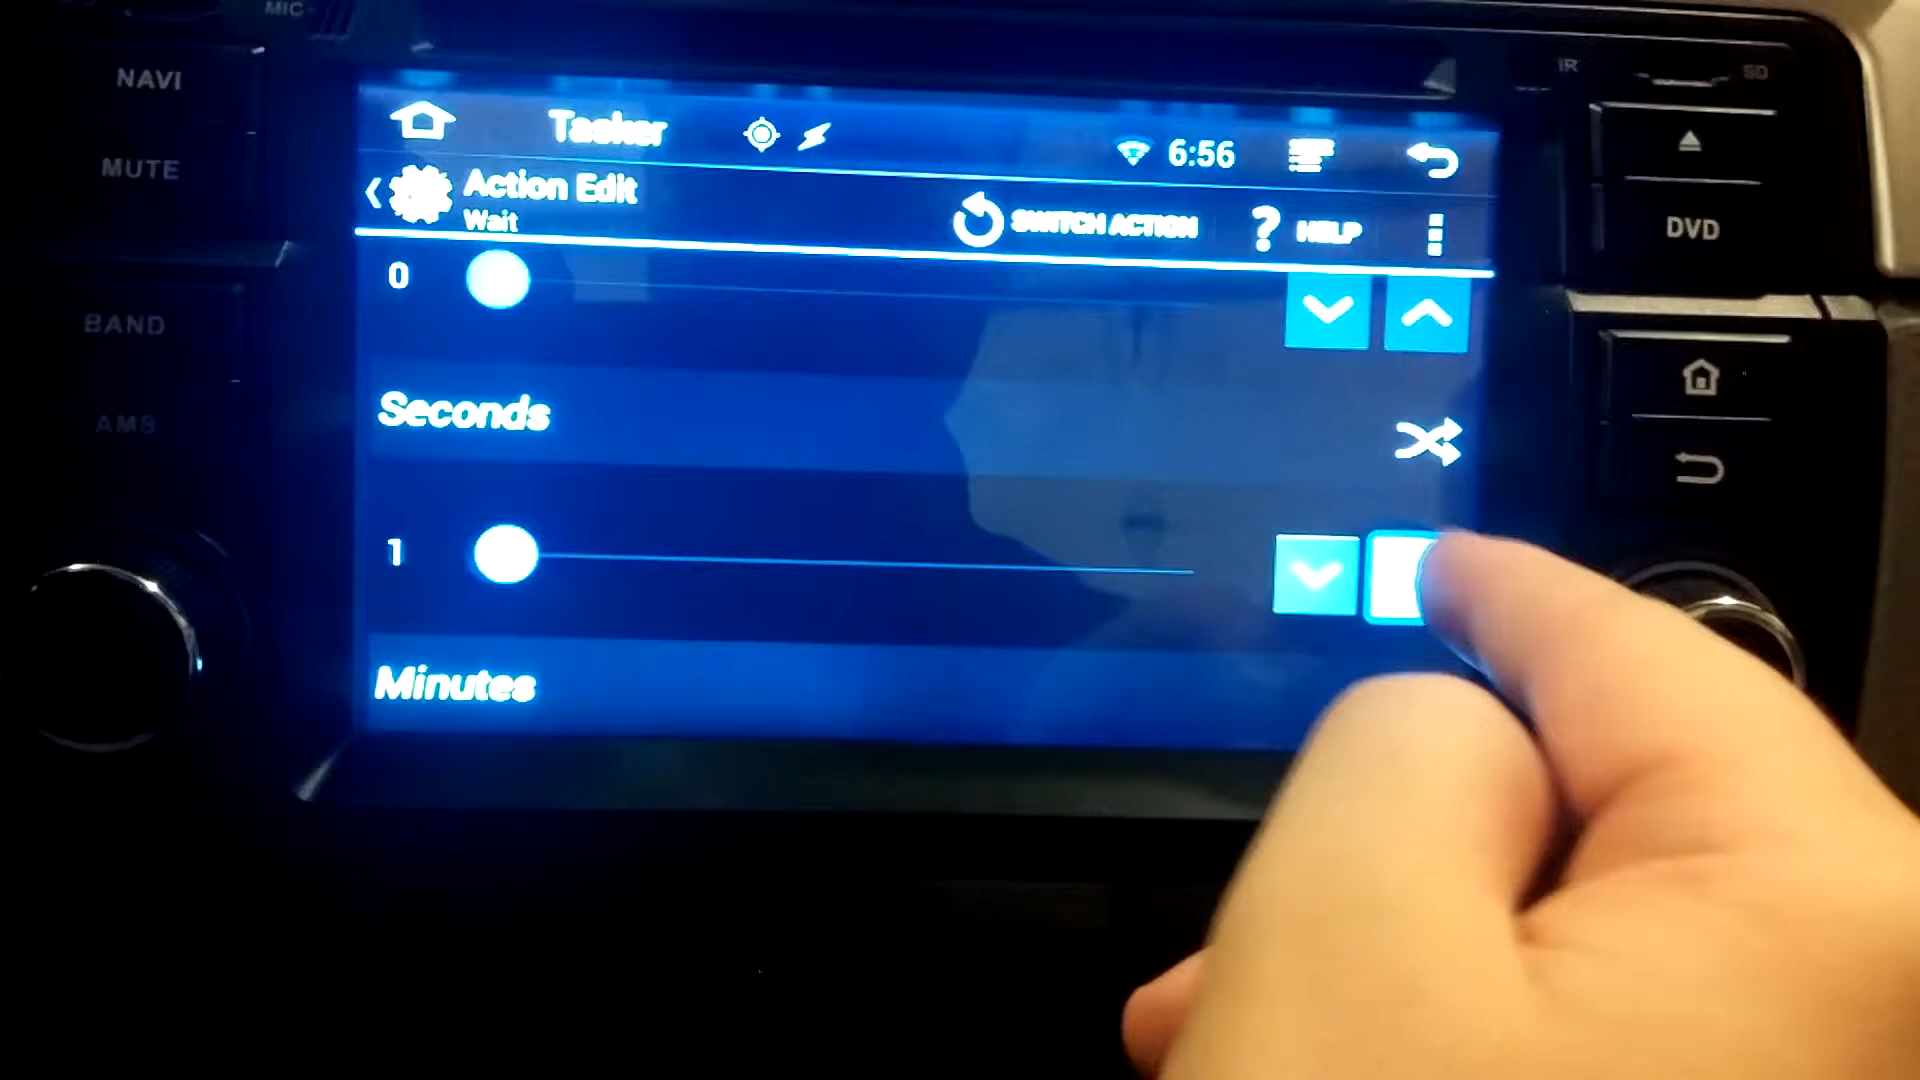 MIC
NAVI
MUTE
BAND
AMS
Tasker
6:56
Action Edit
Wait
SWITCH ACTION
? HELP
0
Seconds
1
Minutes
IR
SD
DVD